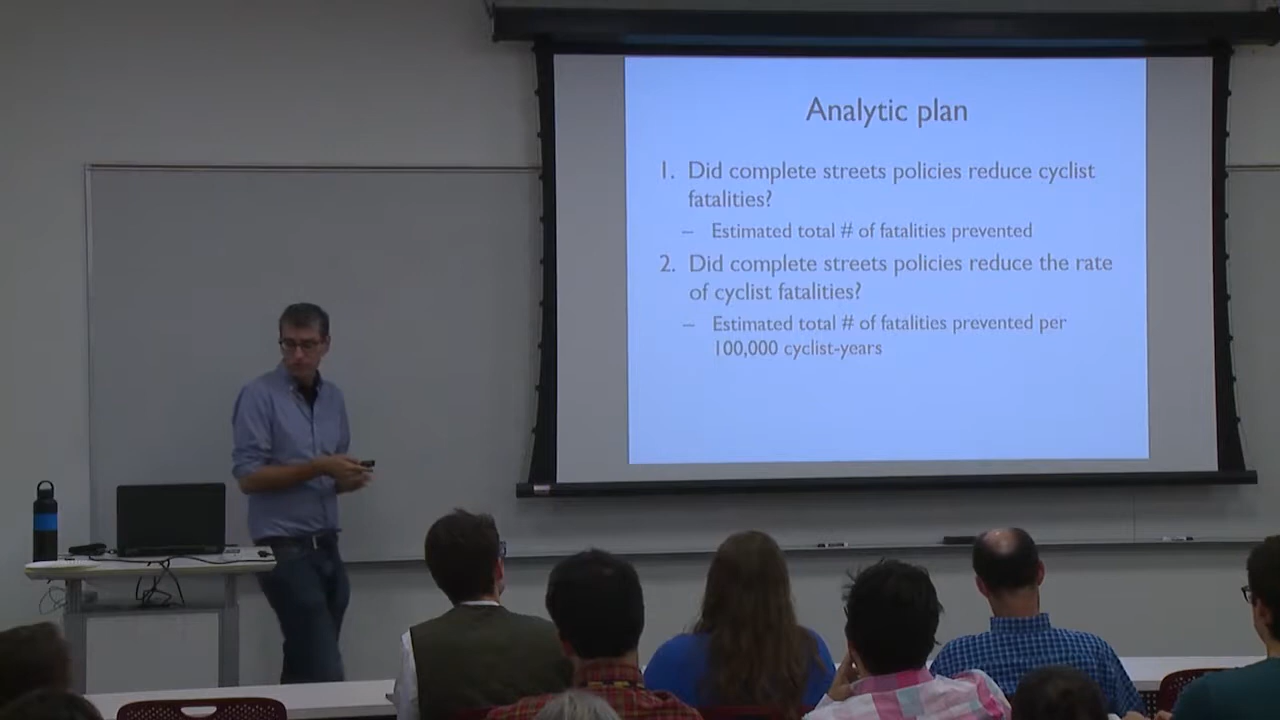 Analytic plan
1. Did complete streets policies reduce cyclist
fatalities?
– Estimated total # of fatalities prevented
2. Did complete streets policies reduce the rate
of cyclist fatalities?
– Estimated total # of fatalities prevented per
100,000 cyclist-years